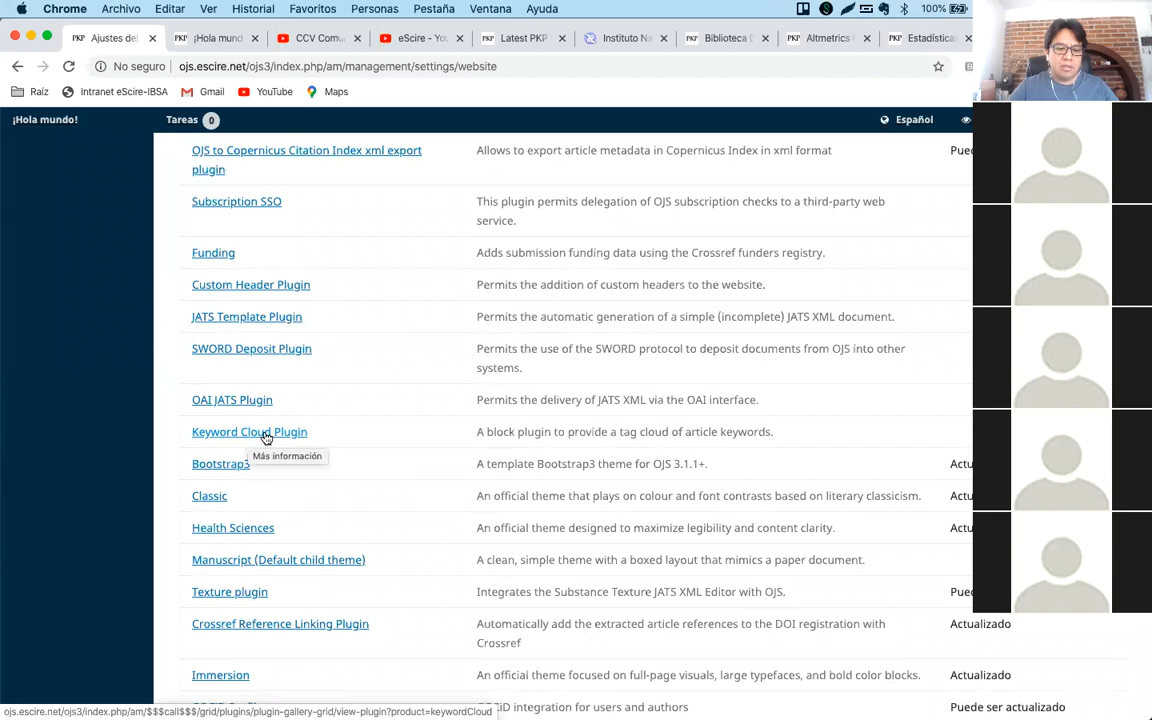 Chrome Archivo Editar Ver Historial Favoritos Personas Pestaña Ventana Ayuda 100%
PKP Ajustes del × PKP ¡Hola mund × CCV Comu × eScire - Yo × PKP Latest PKP × Instituto Na × PKP Biblioteca × PKP Altmetrics × PKP Estadística ×
No seguro ojs.escire.net/ojs3/index.php/am/management/settings/website
Raíz Intranet eScire-IBSA Gmail YouTube Maps
¡Hola mundo! Tareas 0 Español
OJS to Copernicus Citation Index xml export Allows to export article metadata in Copernicus Index in xml format
plugin
Subscription SSO This plugin permits delegation of OJS subscription checks to a third-party web
service.
Funding Adds submission funding data using the Crossref funders registry.
Custom Header Plugin Permits the addition of custom headers to the website.
JATS Template Plugin Permits the automatic generation of a simple (incomplete) JATS XML document.
SWORD Deposit Plugin Permits the use of the SWORD protocol to deposit documents from OJS into other
systems.
OAI JATS Plugin Permits the delivery of JATS XML via the OAI interface.
Keyword Cloud Plugin A block plugin to provide a tag cloud of article keywords.
Más información
Bootstrap3 A template Bootstrap3 theme for OJS 3.1.1+.
Classic An official theme that plays on colour and font contrasts based on literary classicism.
Health Sciences An official theme designed to maximize legibility and content clarity.
Manuscript (Default child theme) A clean, simple theme with a boxed layout that mimics a paper document.
Texture plugin Integrates the Substance Texture JATS XML Editor with OJS.
Crossref Reference Linking Plugin Automatically add the extracted article references to the DOI registration with Actualizado
Crossref
Immersion An official theme focused on full-page visuals, large typefaces, and bold color blocks. Actualizado
integration for users and authors Puede ser actualizado
ojs.escire.net/ojs3/index.php/am/$$$call$$$/grid/plugins/plugin-gallery-grid/view-plugin?product=keywordCloud